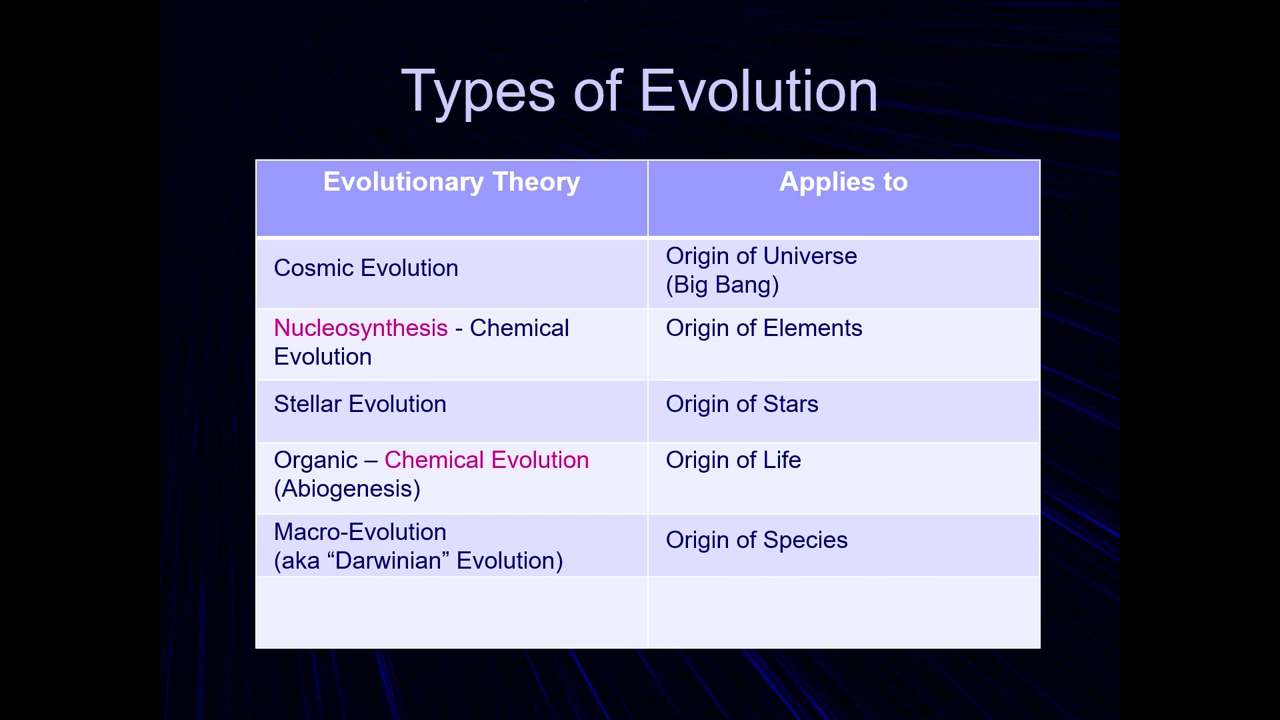 Types of Evolution
Evolutionary Theory
Applies to
Cosmic Evolution
Origin of Universe
(Big Bang)
Nucleosynthesis - Chemical
Evolution
Origin of Elements
Stellar Evolution
Origin of Stars
Organic – Chemical Evolution
(Abiogenesis)
Origin of Life
Macro-Evolution
(aka “Darwinian” Evolution)
Origin of Species